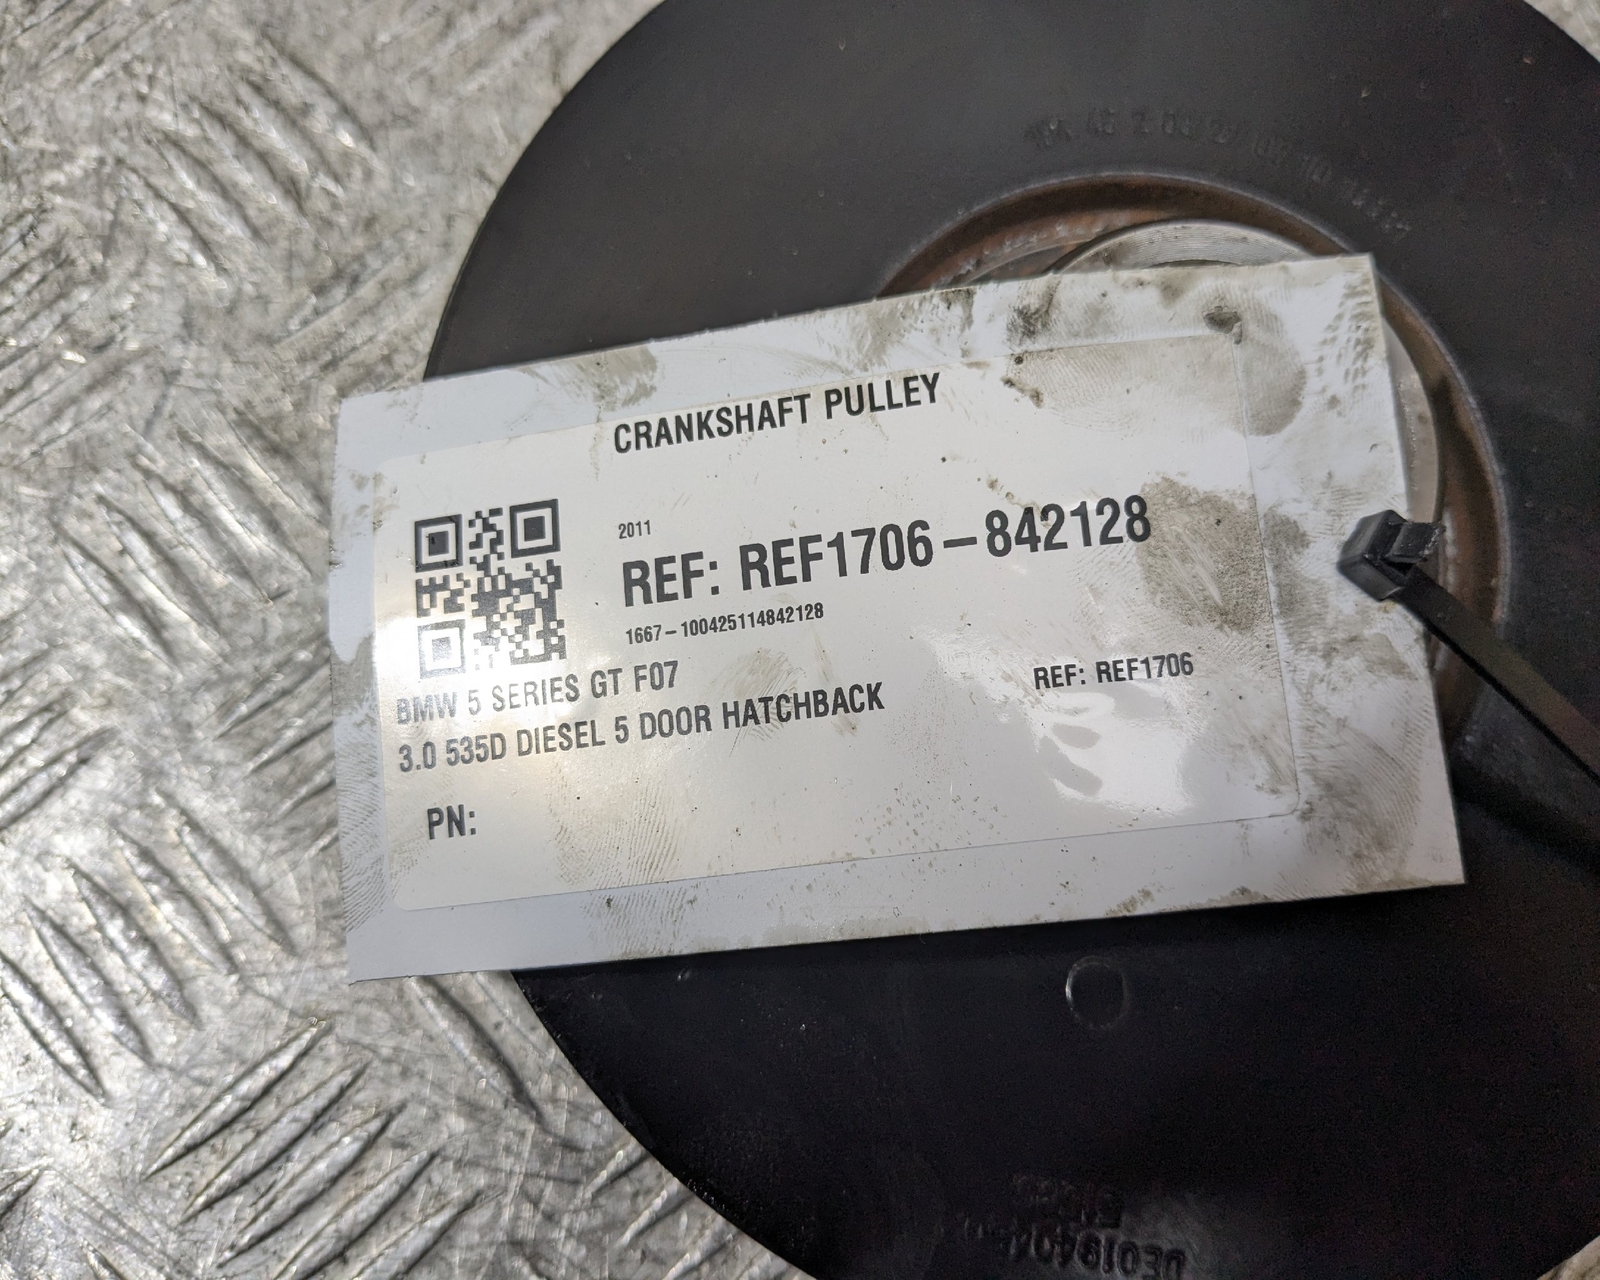 CRANKSHAFT PULLEY
2011
REF: REF1706-842128
1667-100425114842128
BMW 5 SERIES GT F07
3.0 535D DIESEL 5 DOOR HATCHBACK
REF: REF1706
PN: